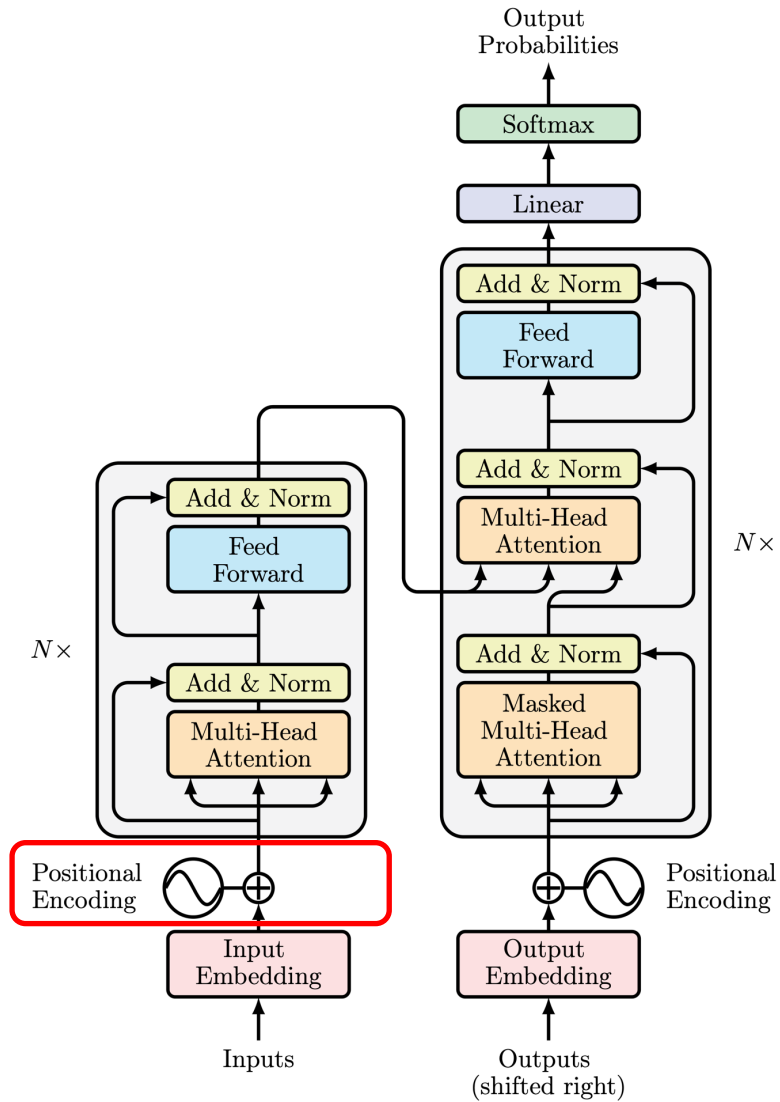 Output
Probabilities
Softmax
Linear
Add & Norm
Feed
Forward
Add & Norm
Multi-Head
Attention
N×
Add & Norm
Masked
Multi-Head
Attention
Add & Norm
Feed
Forward
N×
Add & Norm
Multi-Head
Attention
Positional
Encoding
Positional
Encoding
Input
Embedding
Output
Embedding
Inputs
Outputs
(shifted right)